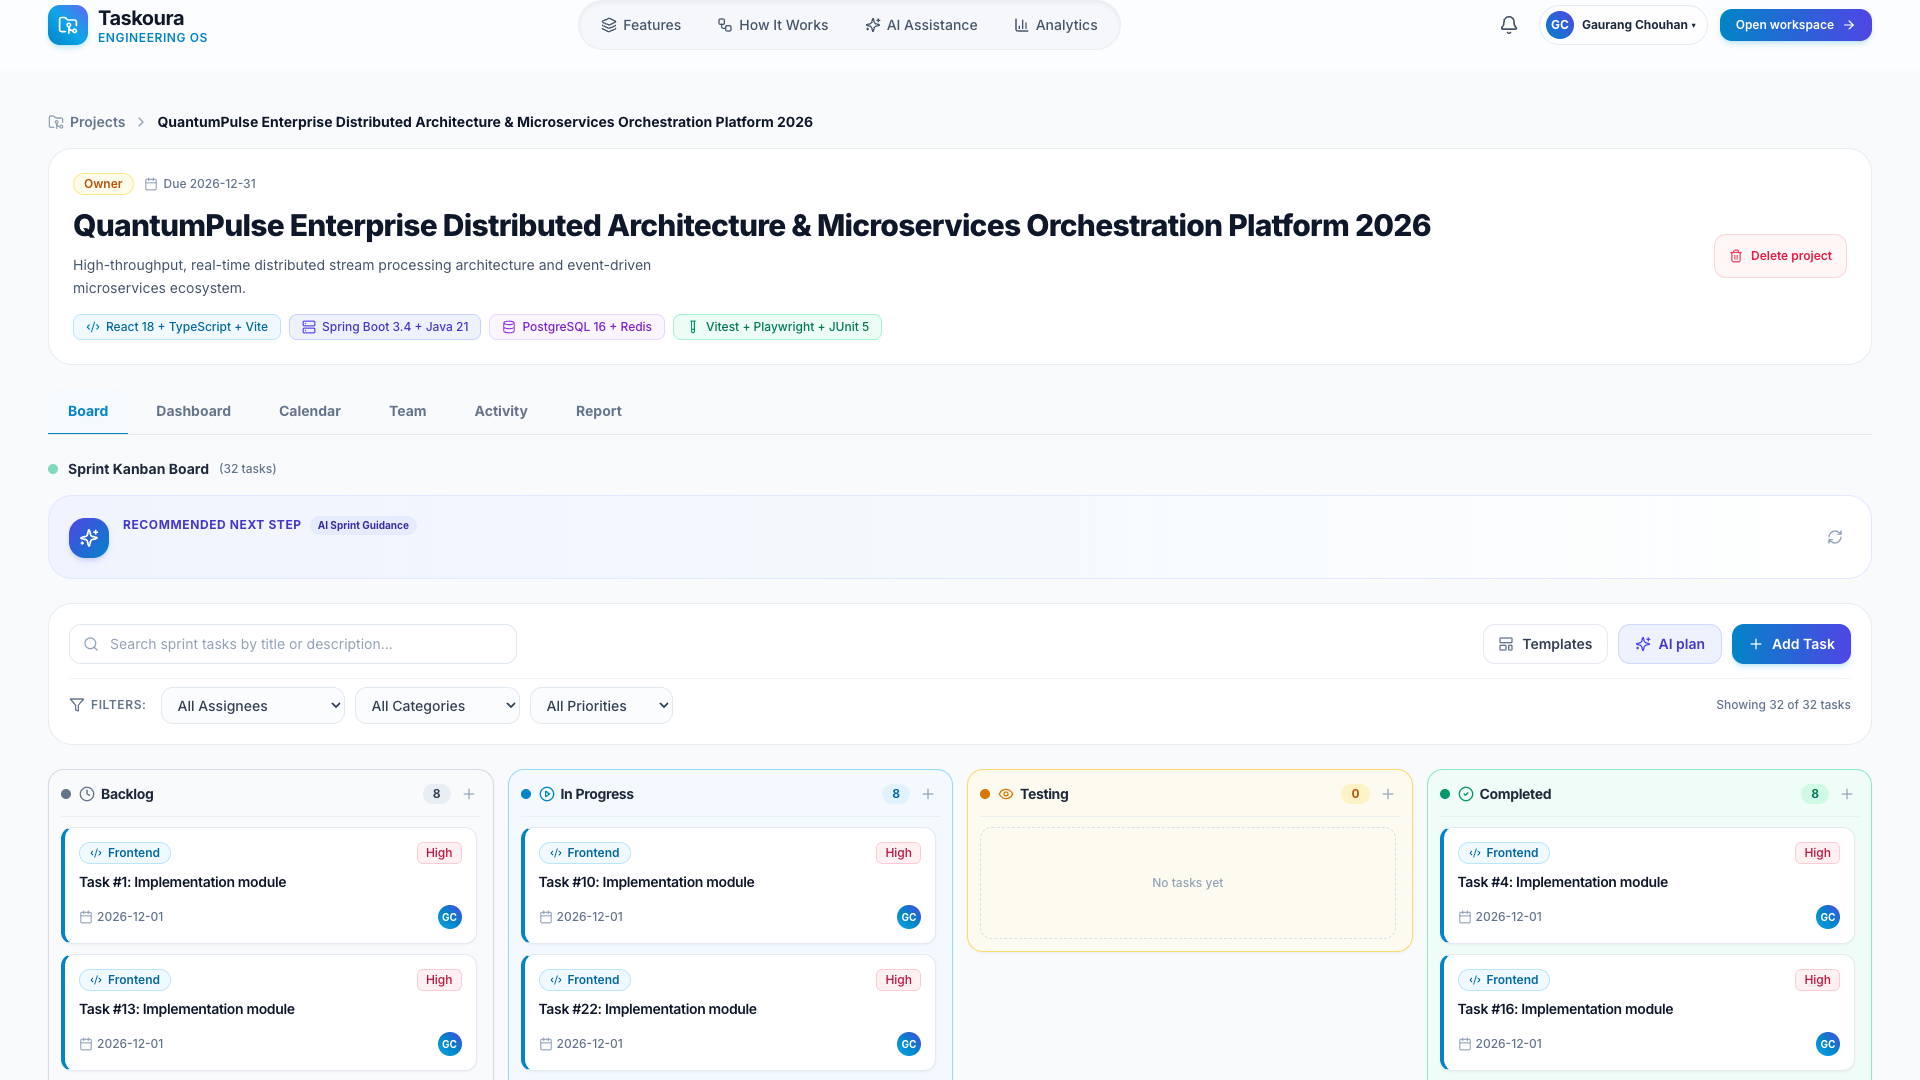 Taskoura
ENGINEERING OS
Features
How It Works
AI Assistance
Analytics
GC
Gaurang Chouhan
Open workspace
Projects
QuantumPulse Enterprise Distributed Architecture & Microservices Orchestration Platform 2026
Owner
Due 2026-12-31
QuantumPulse Enterprise Distributed Architecture & Microservices Orchestration Platform 2026
High-throughput, real-time distributed stream processing architecture and event-driven
microservices ecosystem.
Delete project
React 18 + TypeScript + Vite
Spring Boot 3.4 + Java 21
PostgreSQL 16 + Redis
Vitest + Playwright + JUnit 5
Board
Dashboard
Calendar
Team
Activity
Report
Sprint Kanban Board (32 tasks)
RECOMMENDED NEXT STEP
AI Sprint Guidance
Search sprint tasks by title or description...
Templates
AI plan
Add Task
FILTERS:
All Assignees
All Categories
All Priorities
Showing 32 of 32 tasks
Backlog
8
Frontend
High
Task #1: Implementation module
2026-12-01
GC
Frontend
High
Task #13: Implementation module
2026-12-01
GC
In Progress
8
Frontend
High
Task #10: Implementation module
2026-12-01
GC
Frontend
High
Task #22: Implementation module
2026-12-01
GC
Testing
0
No tasks yet
Completed
8
Frontend
High
Task #4: Implementation module
2026-12-01
GC
Frontend
High
Task #16: Implementation module
2026-12-01
GC